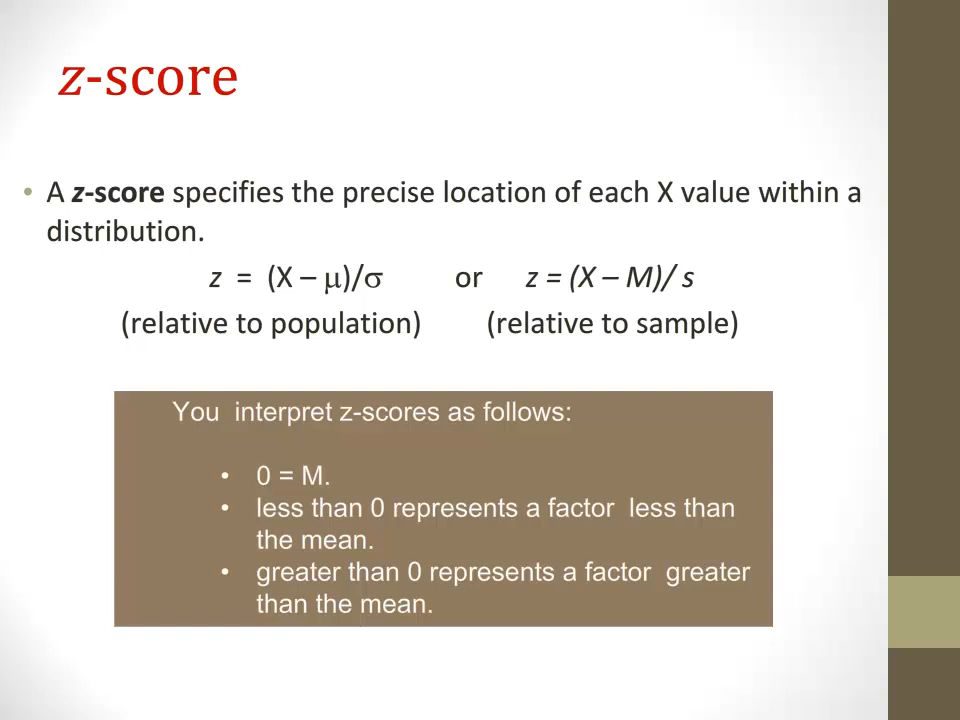 z-score
• A z-score specifies the precise location of each X value within a
distribution.
z = (X – μ)/σ or z = (X – M)/ s
(relative to population) (relative to sample)
You interpret z-scores as follows:
• 0 = M.
• less than 0 represents a factor less than
the mean.
• greater than 0 represents a factor greater
than the mean.